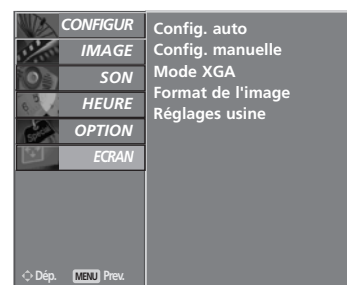 CONFIGUR
IMAGE
SON
HEURE
OPTION
ECRAN
Config. auto
Config. manuelle
Mode XGA
Format de l'image
Réglages usine
Dép. MENU Prev.